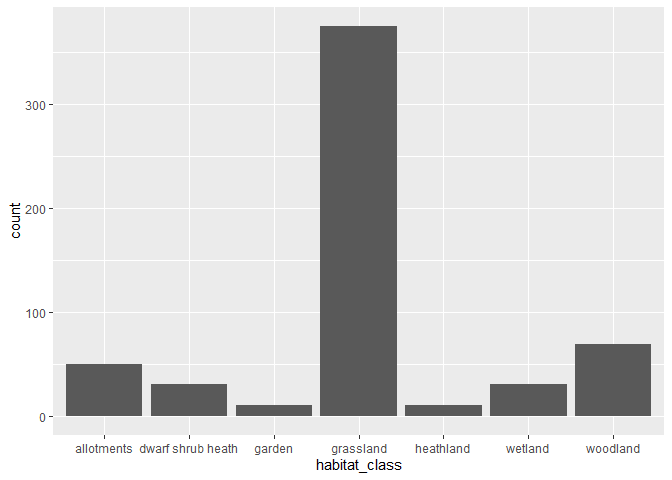 count
300
200
100
0
allotments dwarf shrub heath garden grassland heathland wetland woodland
habitat_class